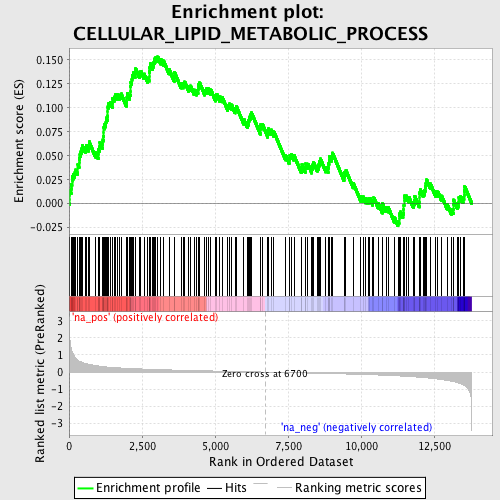 Enrichment plot:
CELLULAR_LIPID_METABOLIC_PROCESS
Enrichment score (ES)
0.150
0.125
0.100
0.075
0.050
0.025
0.000
-0.025
Ranked list metric (PreRanked)
'na_pos' (positively correlated)
3
2
1
0
-1
-2
-3
Zero cross at 6700
'na_neg' (negatively correlated)
0
2,500
5,000
7,500
10,000
12,500
Rank in Ordered Dataset
Enrichment profile
Hits
Ranking metric scores